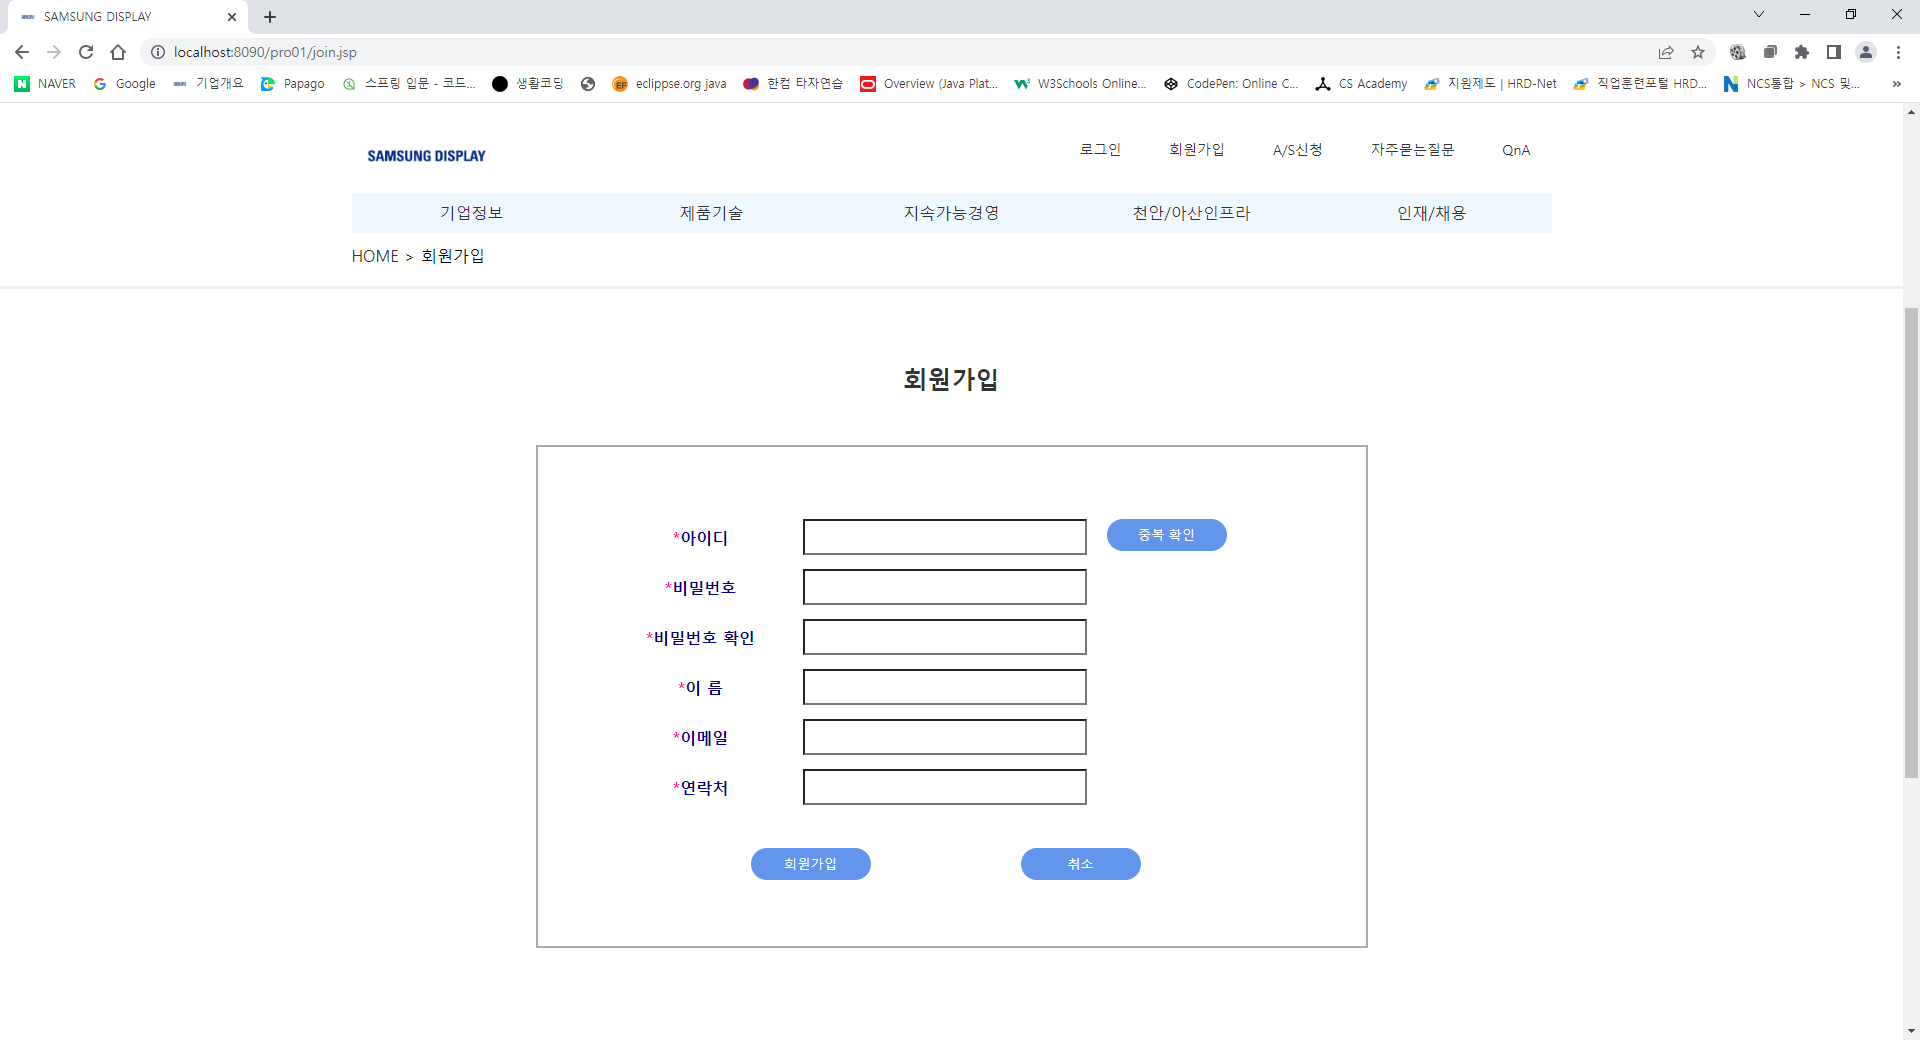 SAMSUNG DISPLAY
localhost:8090/pro01/join.jsp
NAVER Google 기업개요 Papago 스프링 입문 - 코드... 생활코딩 eclippse.org java 한컴 타자연습 Overview (Java Plat... W3Schools Online... CodePen: Online C... CS Academy 지원제도 | HRD-Net 직업훈련포털 HRD... NCS통합 > NCS 및... »
SAMSUNG DISPLAY
로그인 회원가입 A/S신청 자주묻는질문 QnA
기업정보 제품기술 지속가능경영 천안/아산인프라 인재/채용
HOME > 회원가입
회원가입
*아이디 중복 확인
*비밀번호
*비밀번호 확인
*이 름
*이메일
*연락처
회원가입 취소